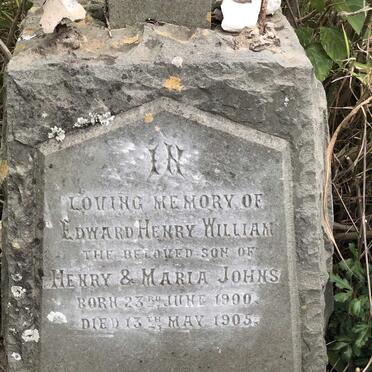 IN
LOVING MEMORY OF
EDWARD HENRY WILLIAM
THE BELOVED SON OF
HENRY & MARIA JOHNS
BORN 23RD JUNE 1900.
DIED 13TH MAY 1905.